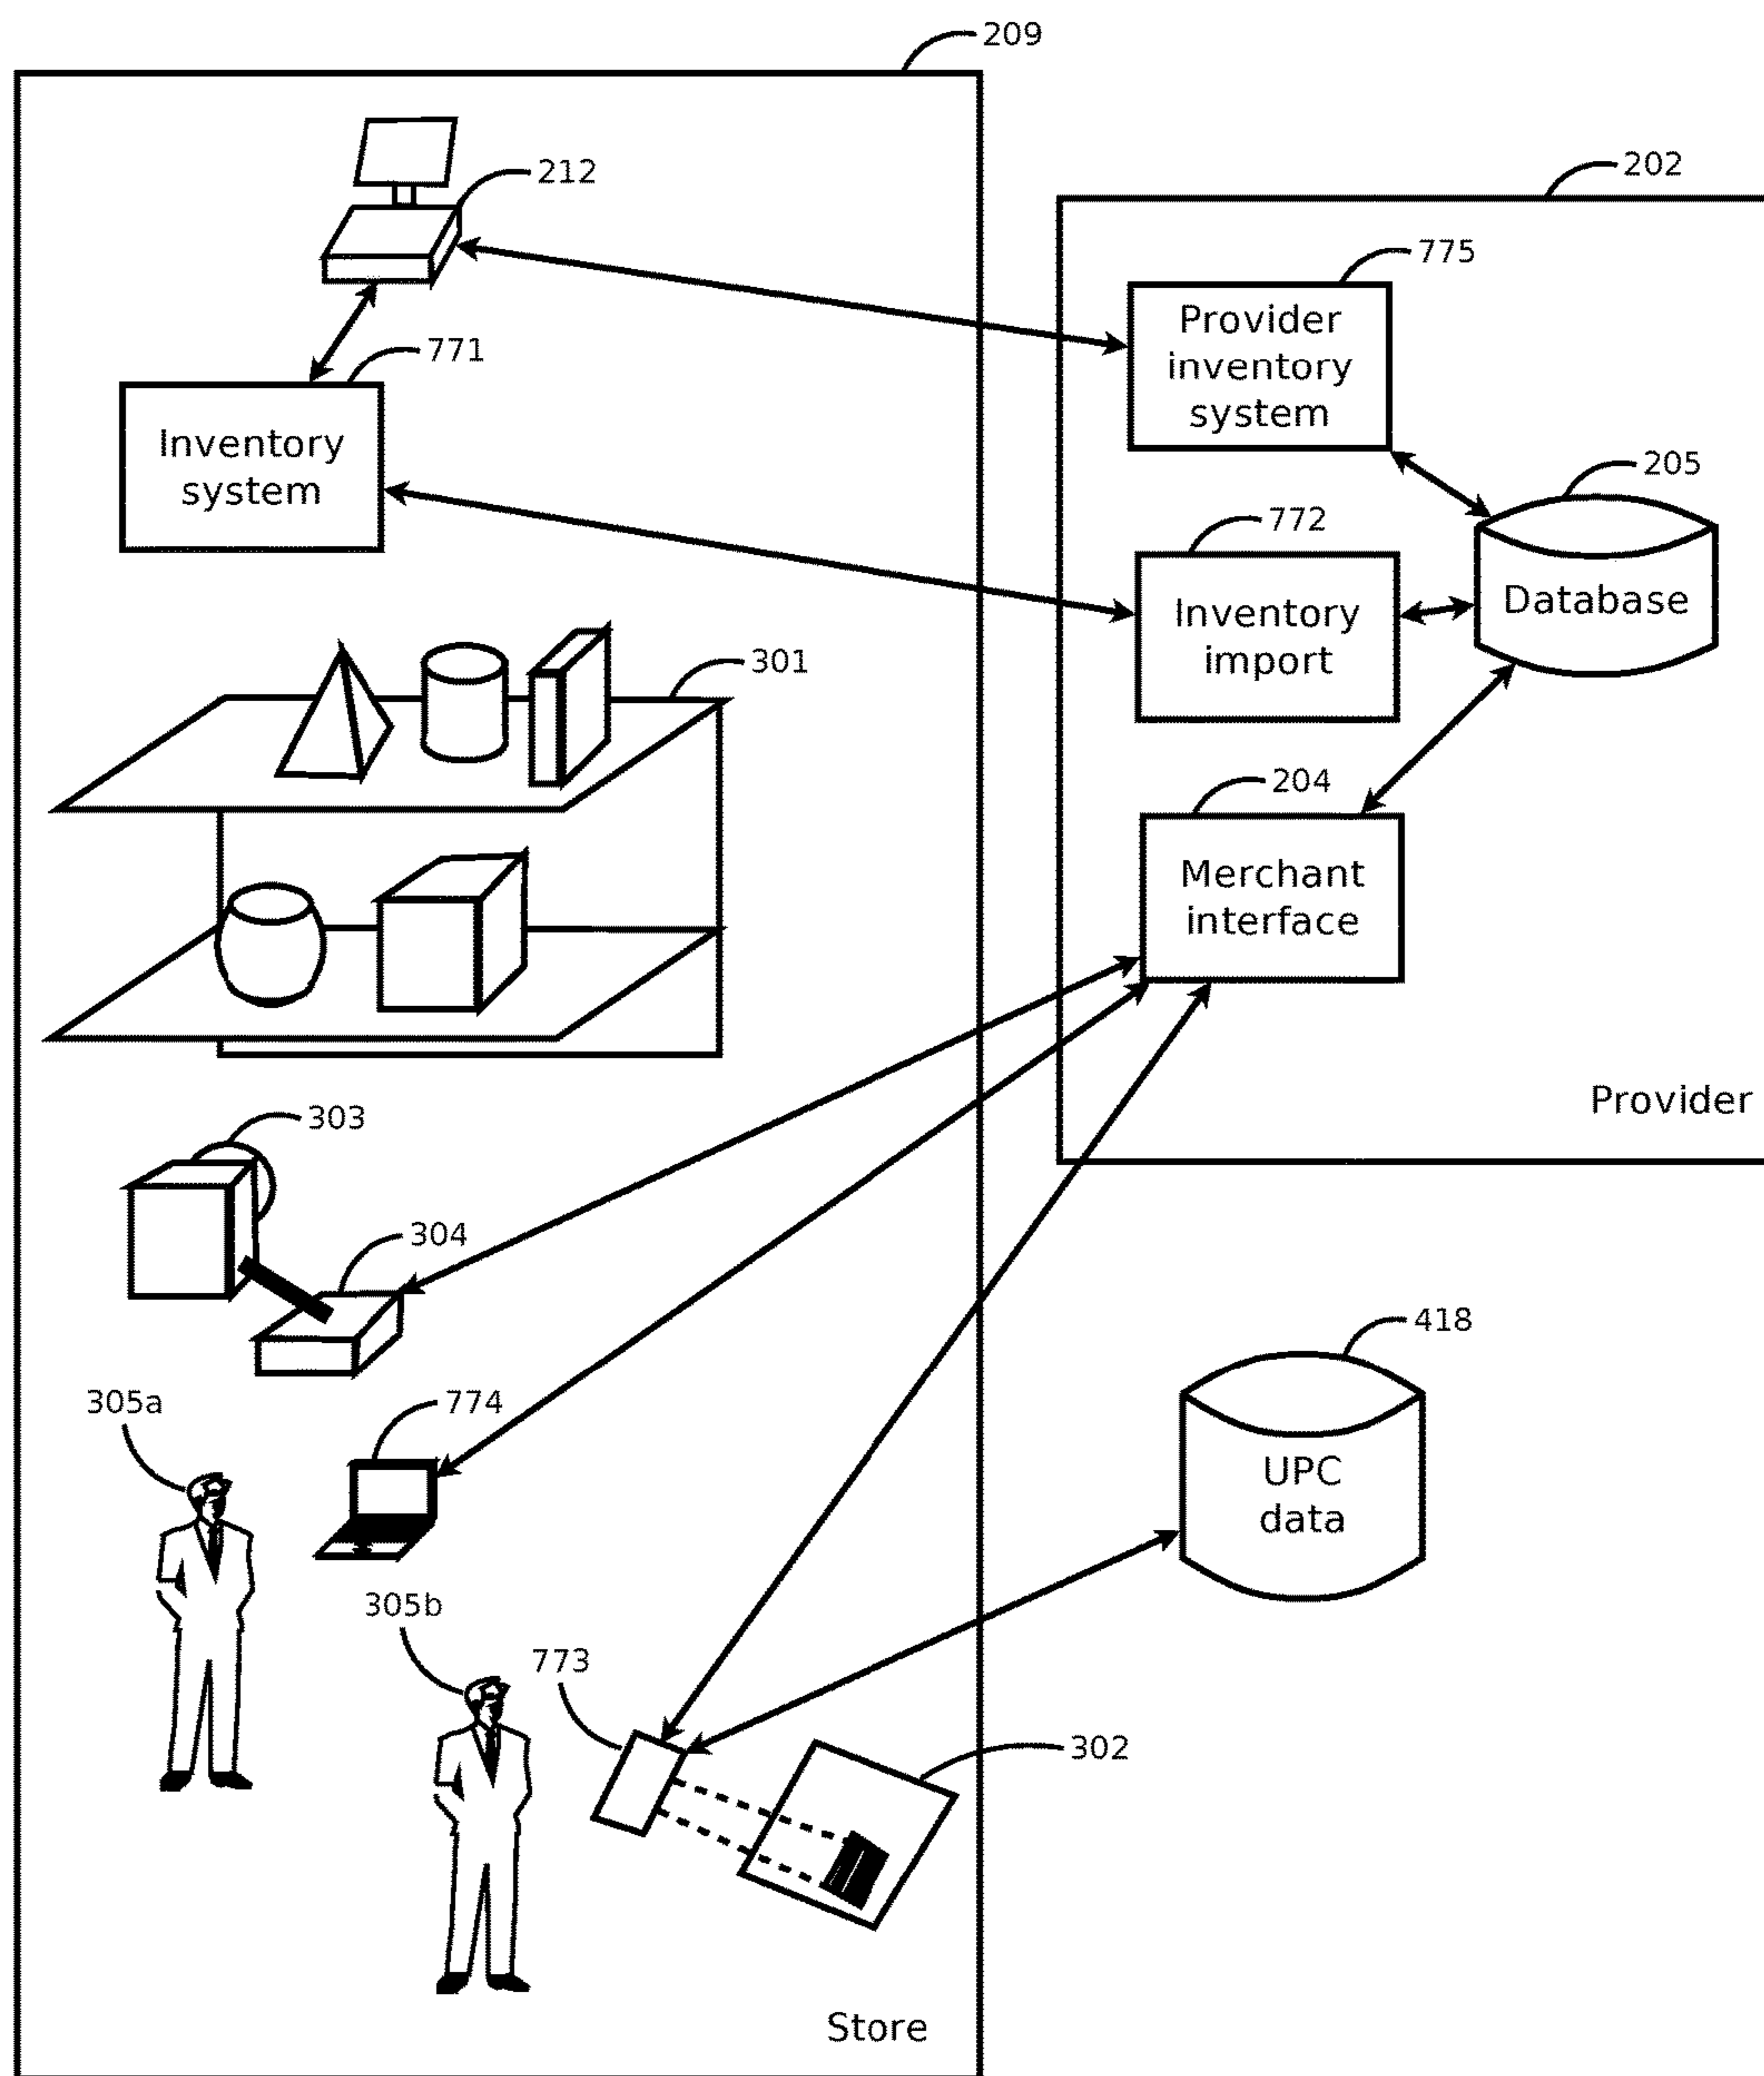 209
202
212
775
Provider
inventory
system
771
Inventory
system
205
Database
772
Inventory
import
301
204
Merchant
interface
Provider
303
304
418
UPC
data
305a
774
305b
773
302
Store